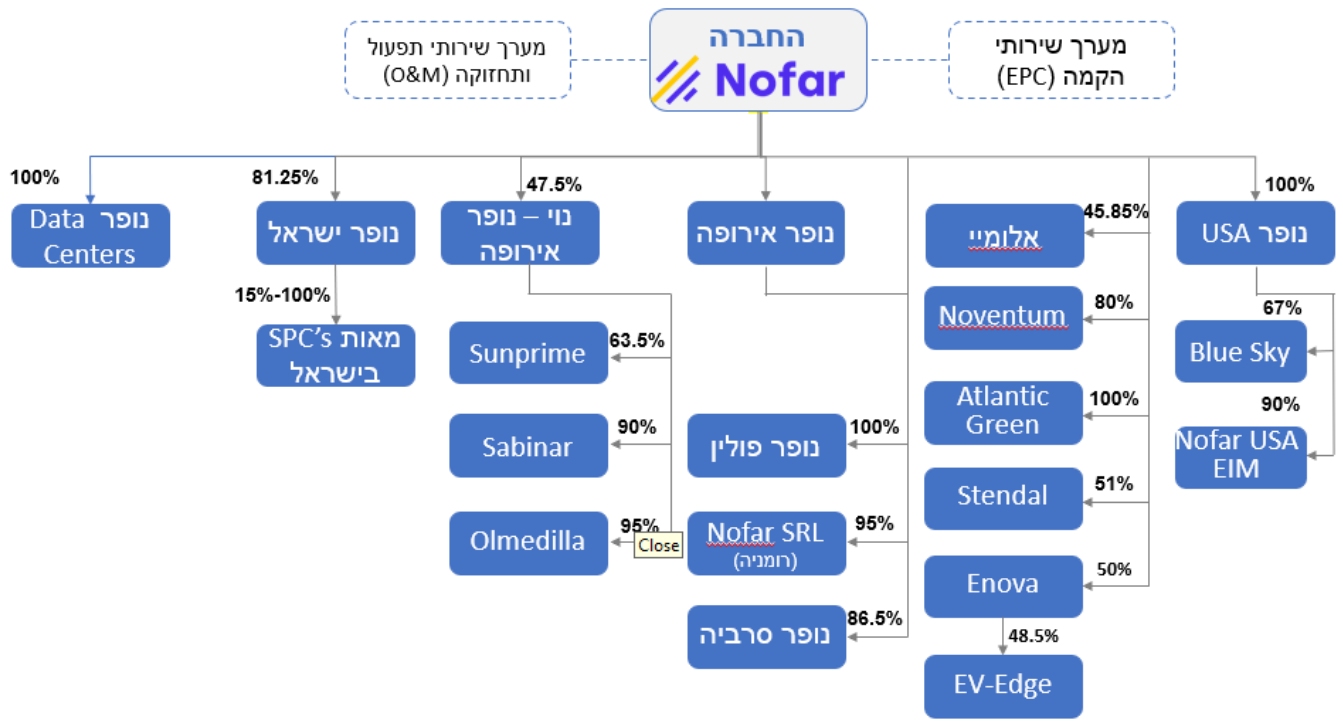 מערך שירותי תפעול
ותחזוקה (O&M)
החברה
Nofar
מערך שירותי
הקמה (EPC)
100%
נופר Data
Centers
81.25%
נופר ישראל
15%-100%
מאות SPC's
בישראל
47.5%
נוי – נופר
אירופה
63.5%
Sunprime
90%
Sabinar
95%
Olmedilla
Close
נופר אירופה
100%
נופר פולין
95%
Nofar SRL
(רומניה)
86.5%
נופר סרביה
45.85%
אלומיי
80%
Noventum
100%
Atlantic
Green
51%
Stendal
50%
Enova
48.5%
EV-Edge
100%
נופר USA
67%
Blue Sky
90%
Nofar USA
EIM